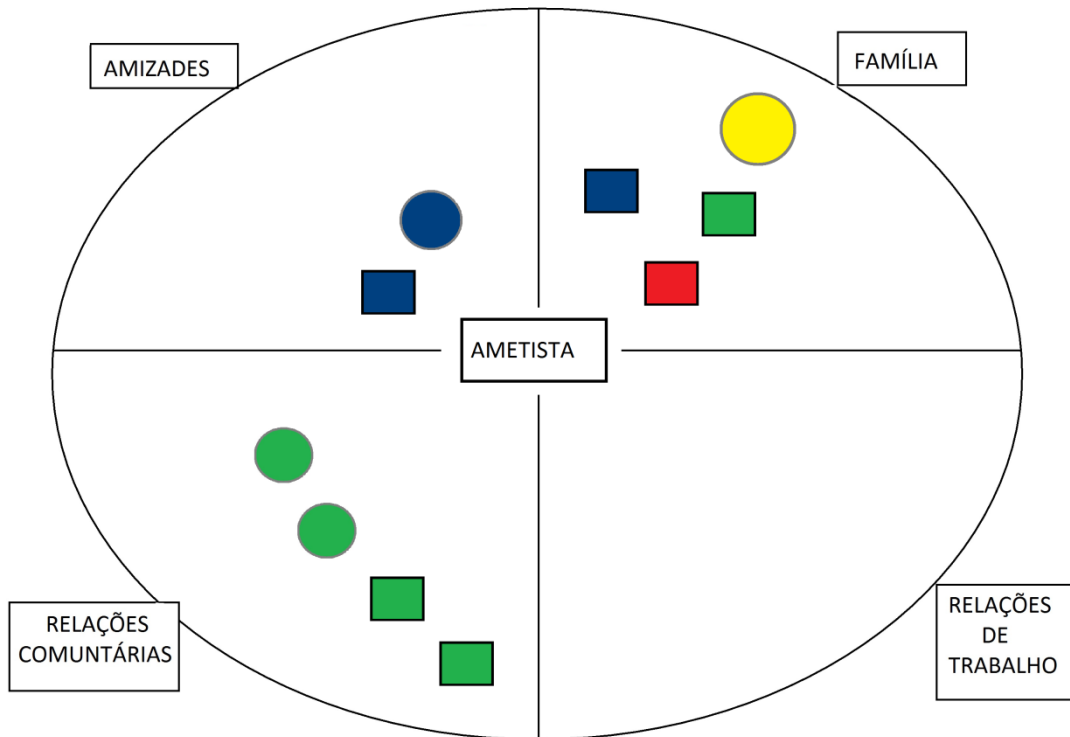 AMIZADES
FAMÍLIA
AMETISTA
RELAÇÕES
COMUNTÁRIAS
RELAÇÕES
DE
TRABALHO